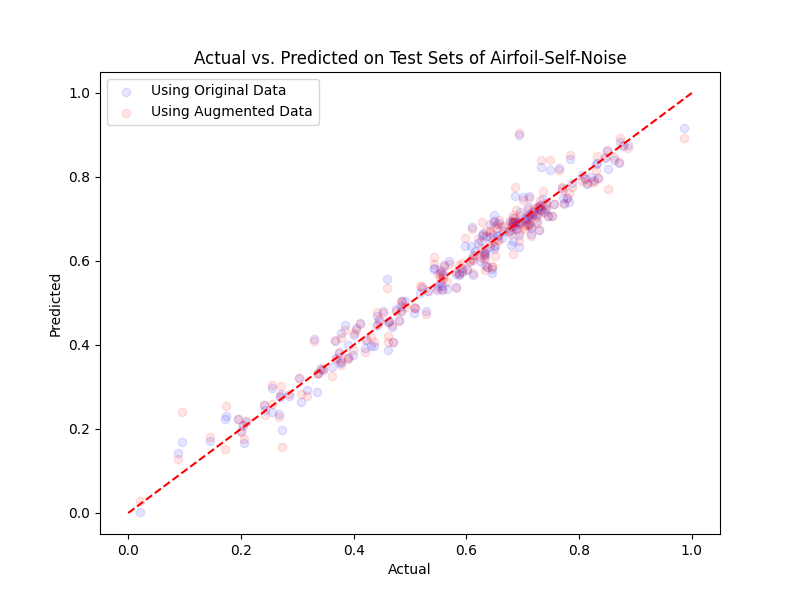 Actual vs. Predicted on Test Sets of Airfoil-Self-Noise
Using Original Data
Using Augmented Data
1.0
0.8
0.6
0.4
0.2
0.0
Predicted
0.0 0.2 0.4 0.6 0.8 1.0
Actual